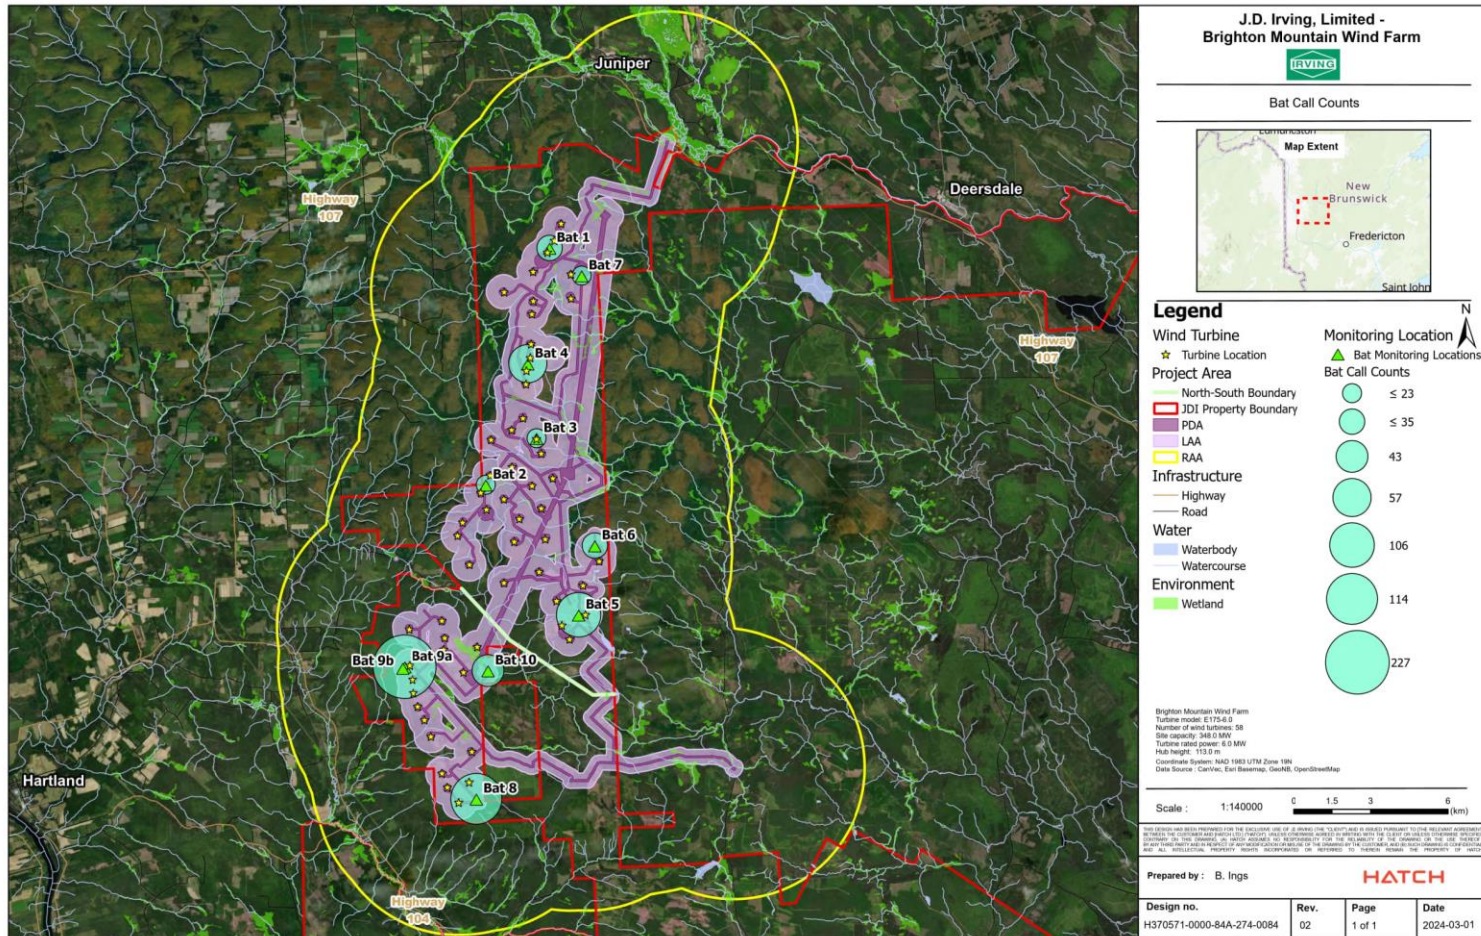 Juniper
Deersdale
Highway
107
Bat 1
Bat 7
Highway
107
Bat 4
Bat 3
Bat 2
Bat 6
Bat 5
Bat 9b
Bat 9a
Bat 10
Hartland
Bat 8
Highway
104
J.D. Irving, Limited -
Brighton Mountain Wind Farm
IRVING
Bat Call Counts
Map Extent
New
Brunswick
Fredericton
Saint John
Legend
N
Wind Turbine
Turbine Location
Project Area
North-South Boundary
JDI Property Boundary
PDA
LAA
RAA
Infrastructure
Highway
Road
Water
Waterbody
Watercourse
Environment
Wetland
Monitoring Location
Bat Monitoring Locations
Bat Call Counts
≤ 23
≤ 35
43
57
106
114
227
Brighton Mountain Wind Farm
Turbine model: E175-6.0
Number of wind turbines: 58
Site capacity: 348.0 MW
Turbine rated power: 6.0 MW
Hub height: 113.0 m
Coordinate System: NAD 1983 UTM Zone 19N
Data Source : CanVec, Esri Basemap, GeoNB, OpenStreetMap
Scale : 1:140000
0 1.5 3 6
(km)
Prepared by : B. Ings
HATCH
Design no. Rev. Page Date
H370571-0000-84A-274-0084 02 1 of 1 2024-03-01